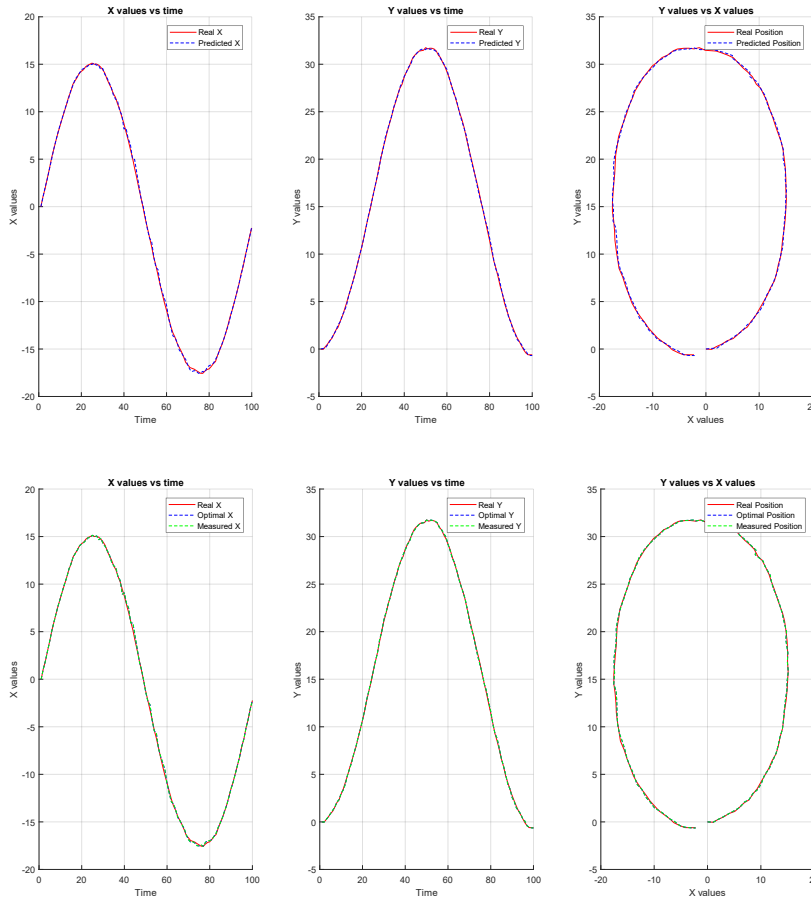 X values vs time
Real X
Predicted X
20
15
10
5
0
-5
-10
-15
-20
X values
0 20 40 60 80 100
Time
Y values vs time
Real Y
Predicted Y
35
30
25
20
15
10
5
0
-5
Y values
0 20 40 60 80 100
Time
Y values vs X values
Real Position
Predicted Position
35
30
25
20
15
10
5
0
-5
Y values
-20 -10 0 10 20
X values
X values vs time
Real X
Optimal X
Measured X
20
15
10
5
0
-5
-10
-15
-20
X values
0 20 40 60 80 100
Time
Y values vs time
Real Y
Optimal Y
Measured Y
35
30
25
20
15
10
5
0
-5
Y values
0 20 40 60 80 100
Time
Y values vs X values
Real Position
Optimal Position
Measured Position
35
30
25
20
15
10
5
0
-5
Y values
-20 -10 0 10 20
X values